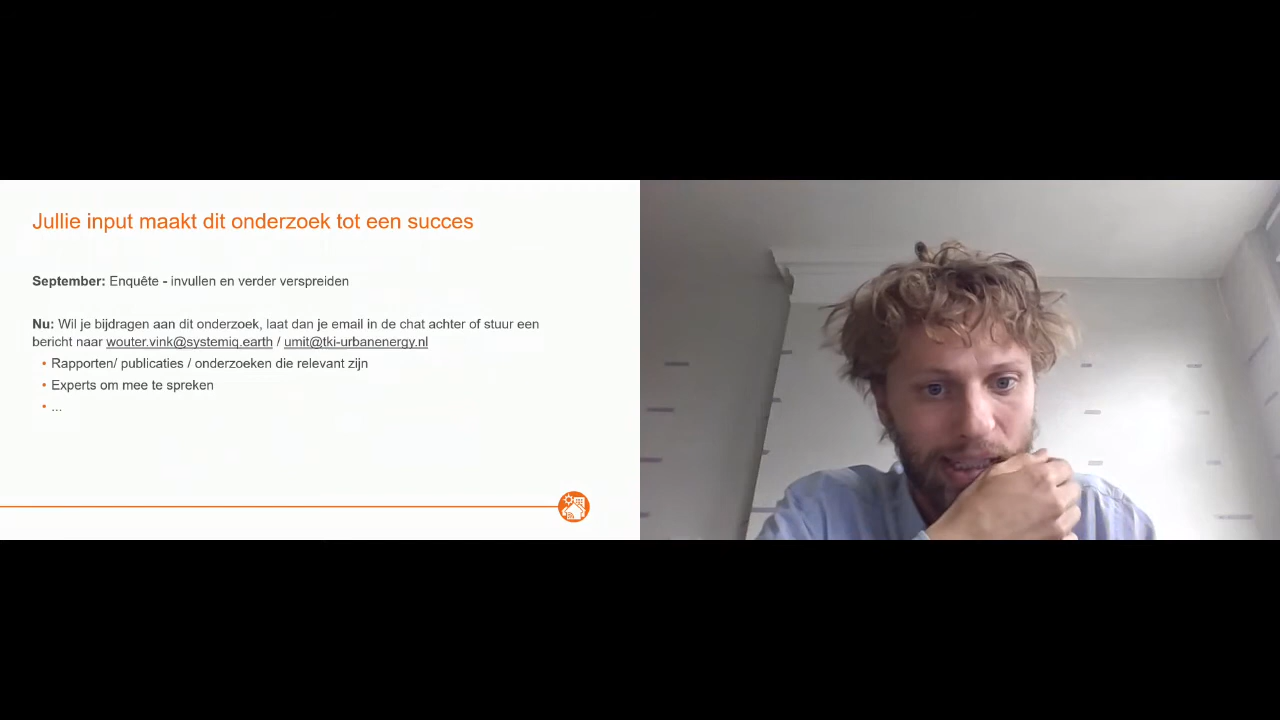 Jullie input maakt dit onderzoek tot een succes
September: Enquête - invullen en verder verspreiden
Nu: Wil je bijdragen aan dit onderzoek, laat dan je email in de chat achter of stuur een
bericht naar wouter.vink@systemiq.earth / umit@tki-urbanenergy.nl
• Rapporten/ publicaties / onderzoeken die relevant zijn
• Experts om mee te spreken
• ...